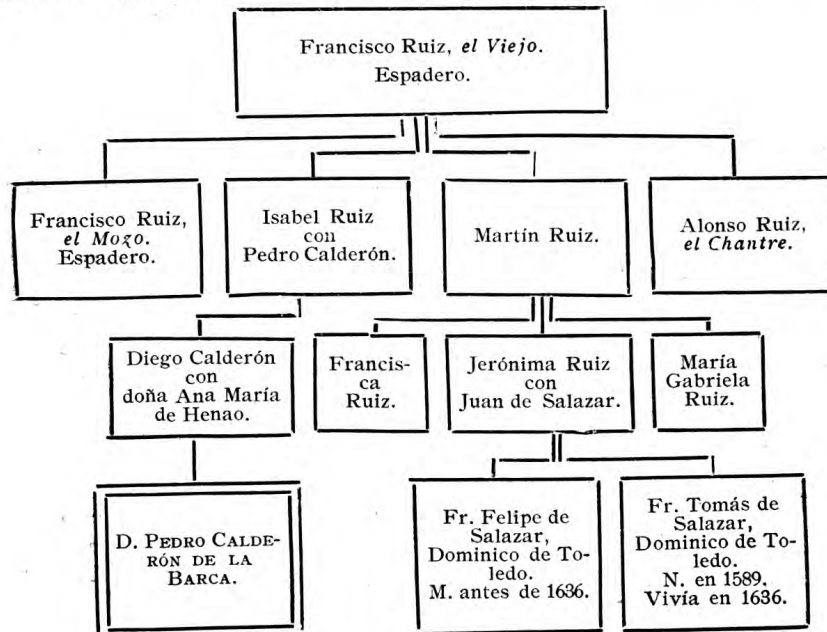 Francisco Ruiz, el Viejo.
Espadero.
Francisco Ruiz,
el Mozo.
Espadero.
Isabel Ruiz
con
Pedro Calderón.
Martín Ruiz.
Alonso Ruiz,
el Chantre.
Diego Calderón
con
doña Ana María
de Henao.
Francis-
ca
Ruiz.
Jerónima Ruiz
con
Juan de Salazar.
María
Gabriela
Ruiz.
D. PEDRO CALDE-
RÓN DE LA
BARCA.
Fr. Felipe de
Salazar,
Dominico de To-
ledo.
M. antes de 1636.
Fr. Tomás de
Salazar,
Dominico de To-
ledo.
N. en 1589.
Vivía en 1636.